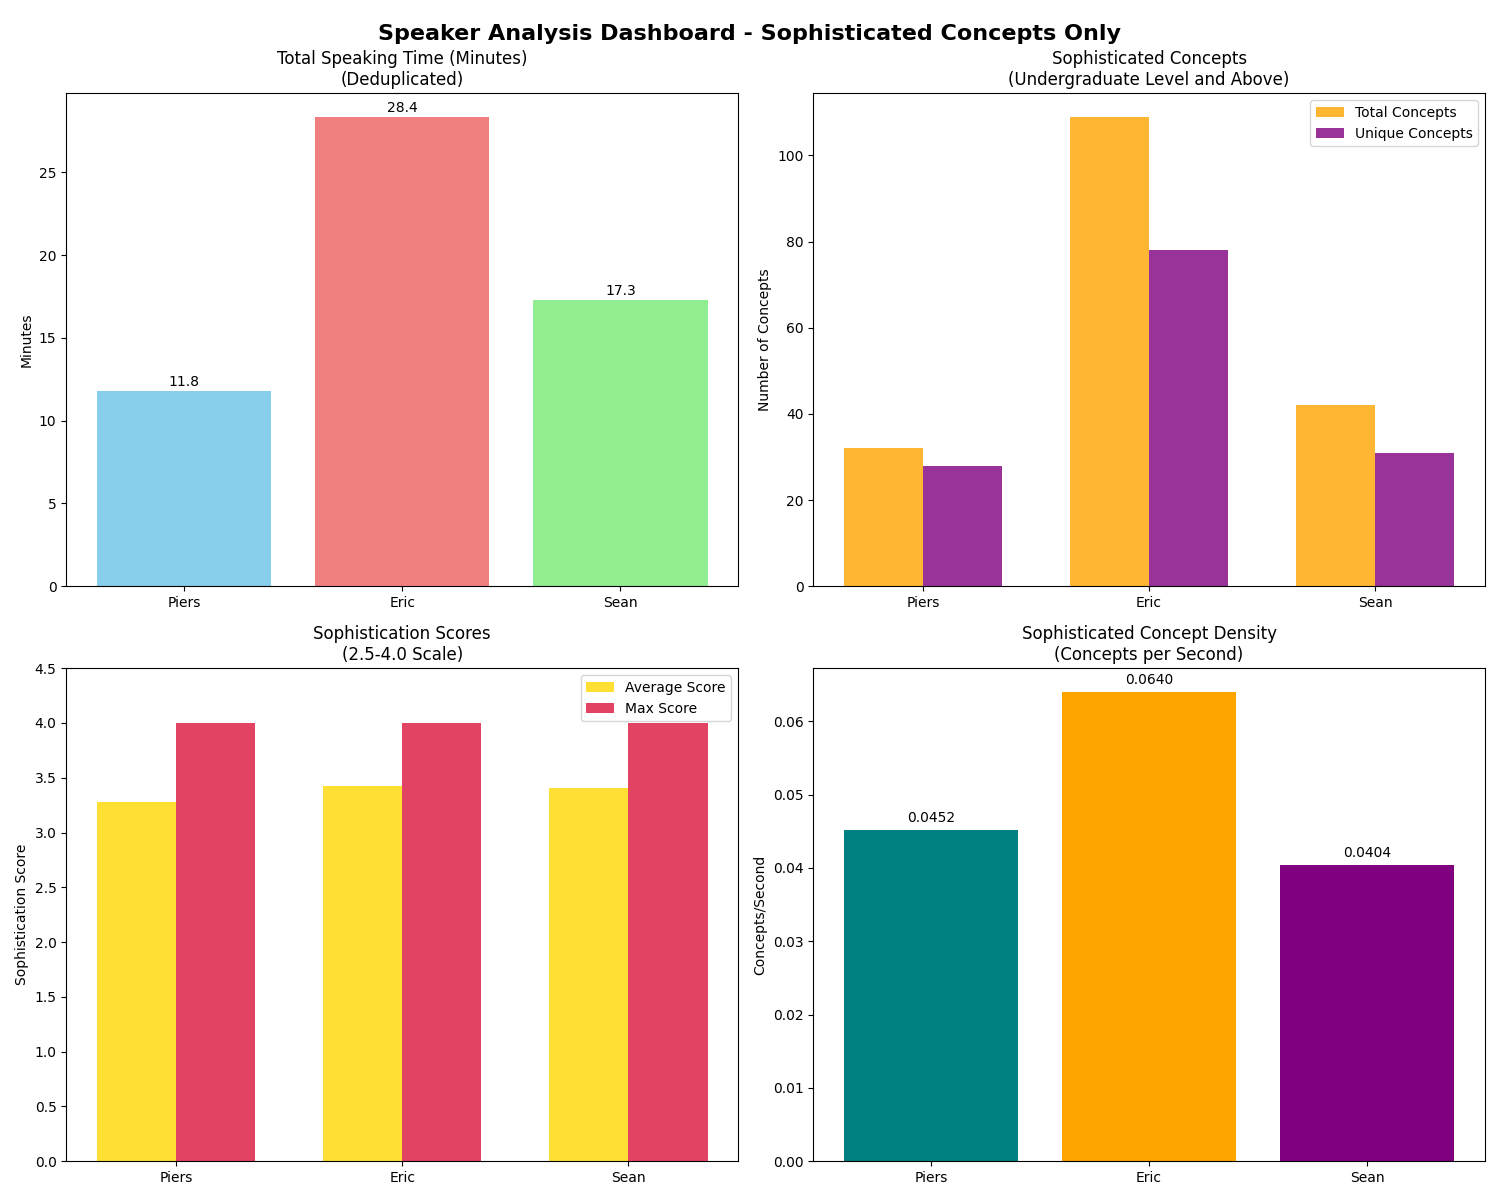 Speaker Analysis Dashboard - Sophisticated Concepts Only
Total Speaking Time (Minutes)
(Deduplicated)
Minutes
25
20
15
10
5
0
11.8
28.4
17.3
Piers
Eric
Sean
Sophisticated Concepts
(Undergraduate Level and Above)
Number of Concepts
100
80
60
40
20
0
Total Concepts
Unique Concepts
Piers
Eric
Sean
Sophistication Scores
(2.5-4.0 Scale)
Sophistication Score
4.5
4.0
3.5
3.0
2.5
2.0
1.5
1.0
0.5
0.0
Average Score
Max Score
Piers
Eric
Sean
Sophisticated Concept Density
(Concepts per Second)
Concepts/Second
0.06
0.05
0.04
0.03
0.02
0.01
0.00
0.0452
0.0640
0.0404
Piers
Eric
Sean